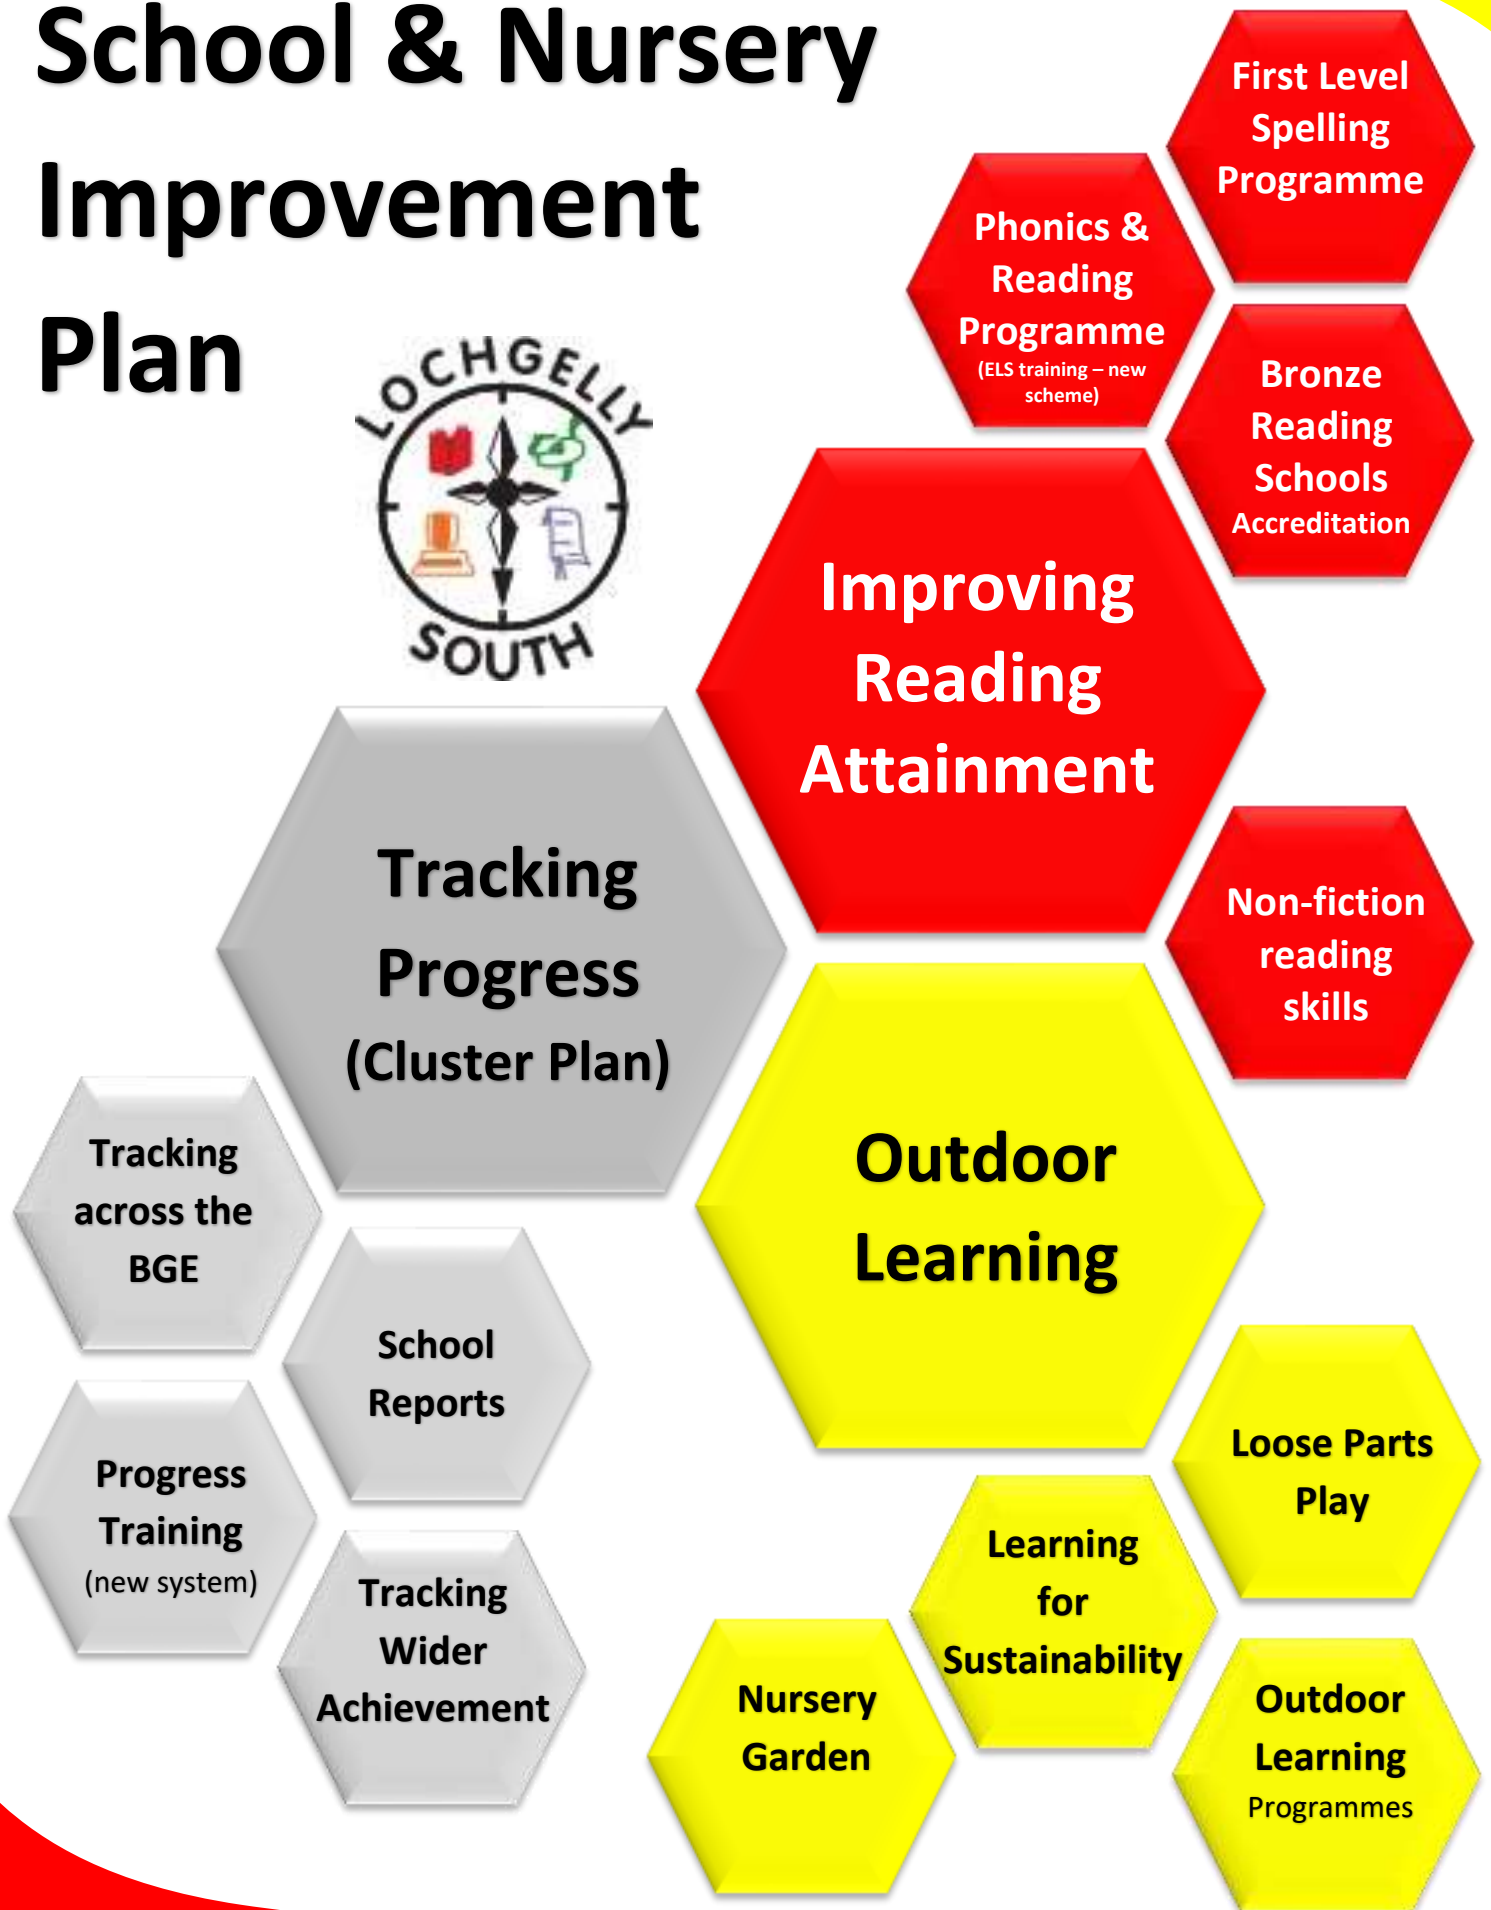 School & Nursery
Improvement
Plan
LOCHGELLY
SOUTH
First Level
Spelling
Programme
Phonics &
Reading
Programme
(ELS training – new
scheme)
Bronze
Reading
Schools
Accreditation
Improving
Reading
Attainment
Non-fiction
reading
skills
Tracking
Progress
(Cluster Plan)
Tracking
across the
BGE
School
Reports
Progress
Training
(new system)
Tracking
Wider
Achievement
Outdoor
Learning
Loose Parts
Play
Learning
for
Sustainability
Nursery
Garden
Outdoor
Learning
Programmes